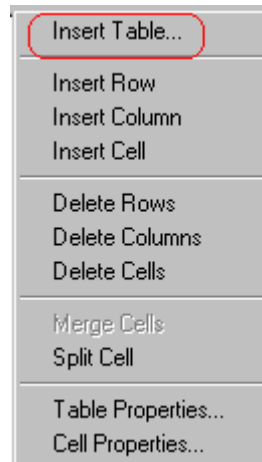 Insert Table...
Insert Row
Insert Column
Insert Cell
Delete Rows
Delete Columns
Delete Cells
Merge Cells
Split Cell
Table Properties...
Cell Properties...